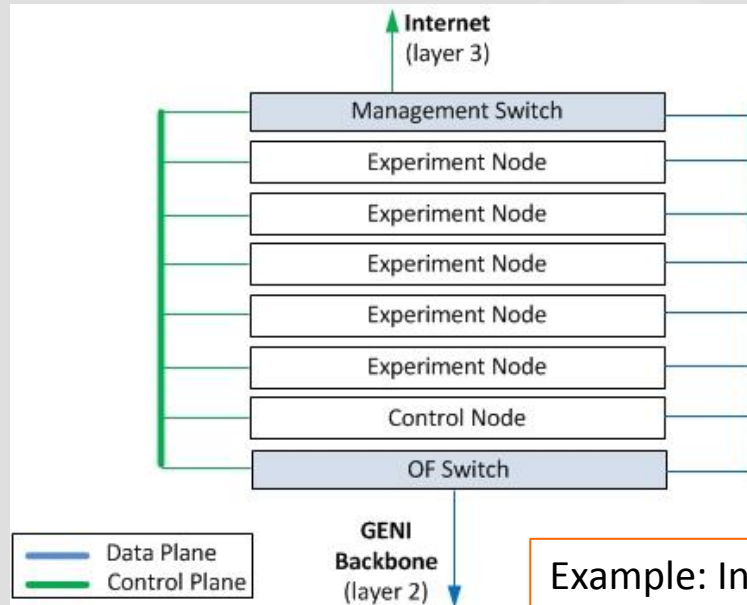 Internet
(layer 3)
Management Switch
Experiment Node
Experiment Node
Experiment Node
Experiment Node
Experiment Node
Control Node
OF Switch
GENI
Backbone
(layer 2)
Data Plane
Control Plane
Example: In